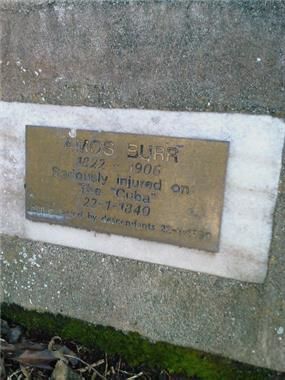 AMOS BURR
1822 - 1906
Seriously injured on
The "Cuba"
22-1-1840
by descendants